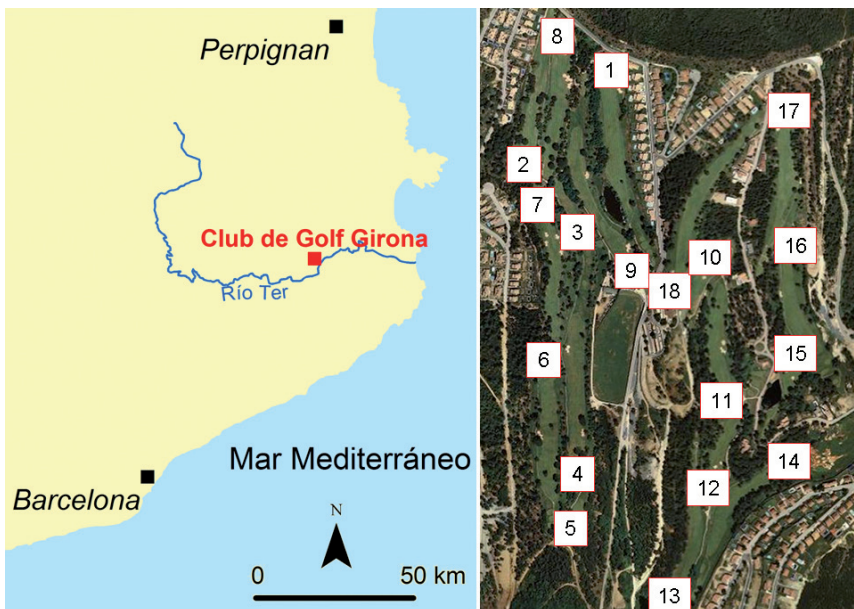 Perpignan
Club de Golf Girona
Río Ter
Mar Mediterráneo
Barcelona
N
0 50 km
8
1
17
2
7
3
16
10
9
18
6
15
11
4
14
12
5
13